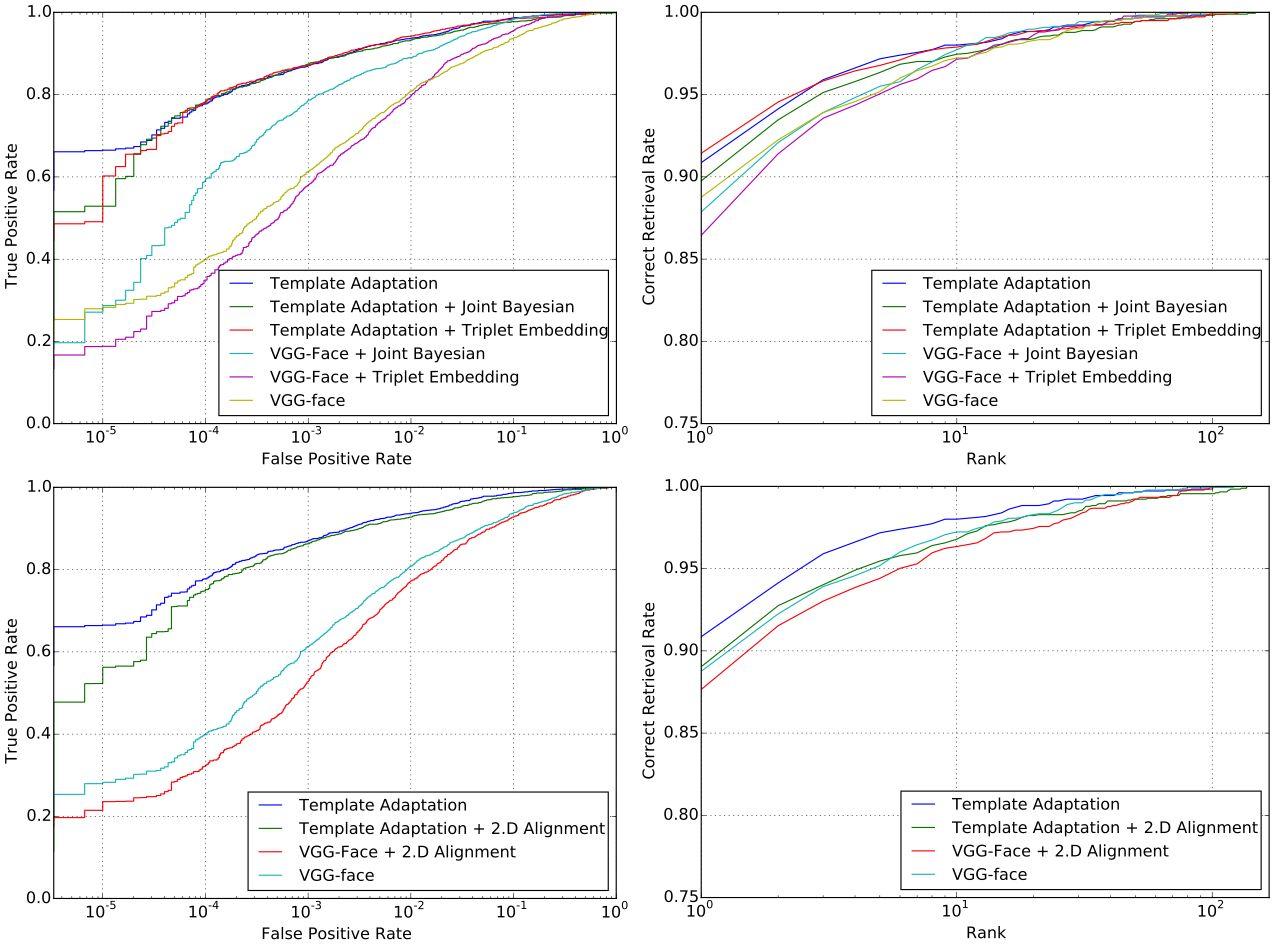 1.0
0.8
0.6
0.4
0.2
0.0
True Positive Rate
10^-5 10^-4 10^-3 10^-2 10^-1 10^0
False Positive Rate
Template Adaptation
Template Adaptation + Joint Bayesian
Template Adaptation + Triplet Embedding
VGG-Face + Joint Bayesian
VGG-Face + Triplet Embedding
VGG-face
1.00
0.95
0.90
0.85
0.80
0.75
Correct Retrieval Rate
10^0 10^1 10^2
Rank
Template Adaptation
Template Adaptation + Joint Bayesian
Template Adaptation + Triplet Embedding
VGG-Face + Joint Bayesian
VGG-Face + Triplet Embedding
VGG-face
1.0
0.8
0.6
0.4
0.2
0.0
True Positive Rate
10^-5 10^-4 10^-3 10^-2 10^-1 10^0
False Positive Rate
Template Adaptation
Template Adaptation + 2.D Alignment
VGG-Face + 2.D Alignment
VGG-face
1.00
0.95
0.90
0.85
0.80
0.75
Correct Retrieval Rate
10^0 10^1 10^2
Rank
Template Adaptation
Template Adaptation + 2.D Alignment
VGG-Face + 2.D Alignment
VGG-face